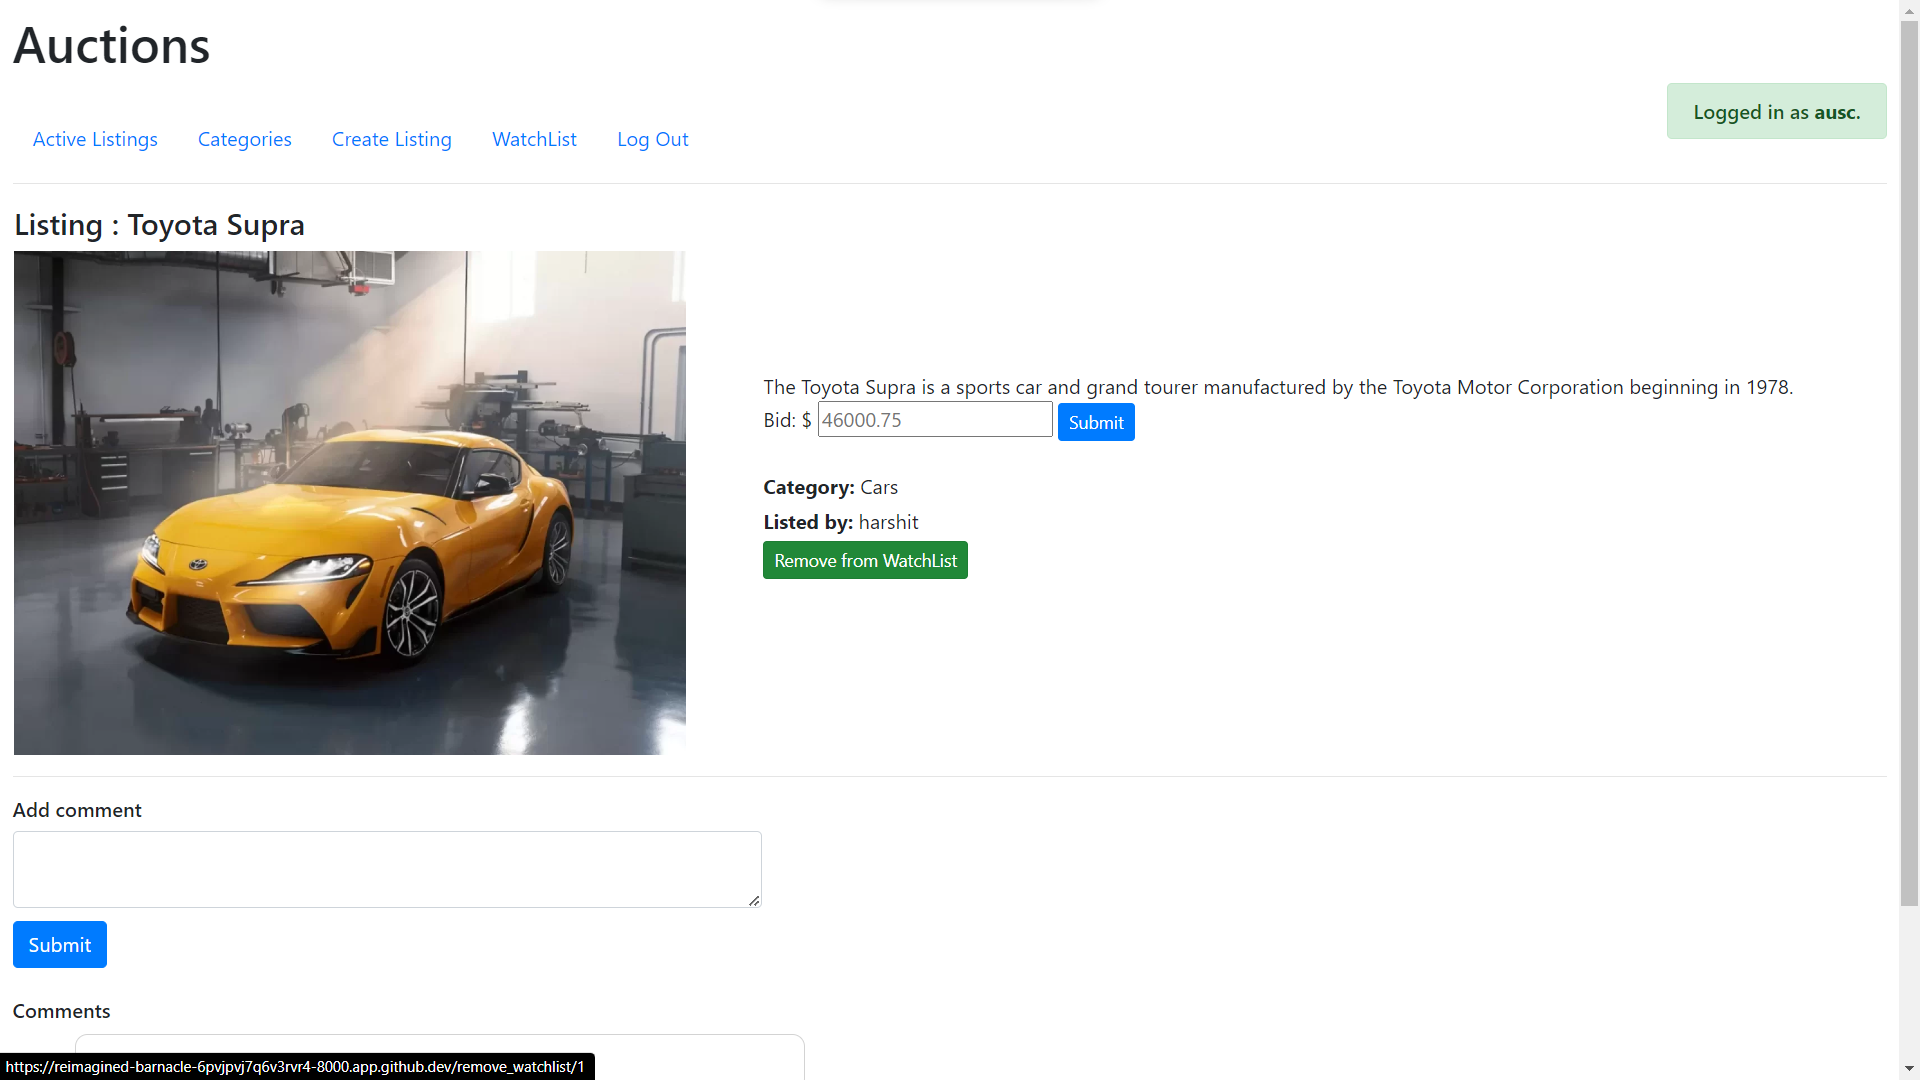 Auctions
Logged in as ausc.
Active Listings Categories Create Listing WatchList Log Out
Listing : Toyota Supra
The Toyota Supra is a sports car and grand tourer manufactured by the Toyota Motor Corporation beginning in 1978.
Bid: $ 46000.75 Submit
Category: Cars
Listed by: harshit
Remove from WatchList
Add comment
Submit
Comments
https://reimagined-barnacle-6pvjpvj7q6v3rvr4-8000.app.github.dev/remove_watchlist/1